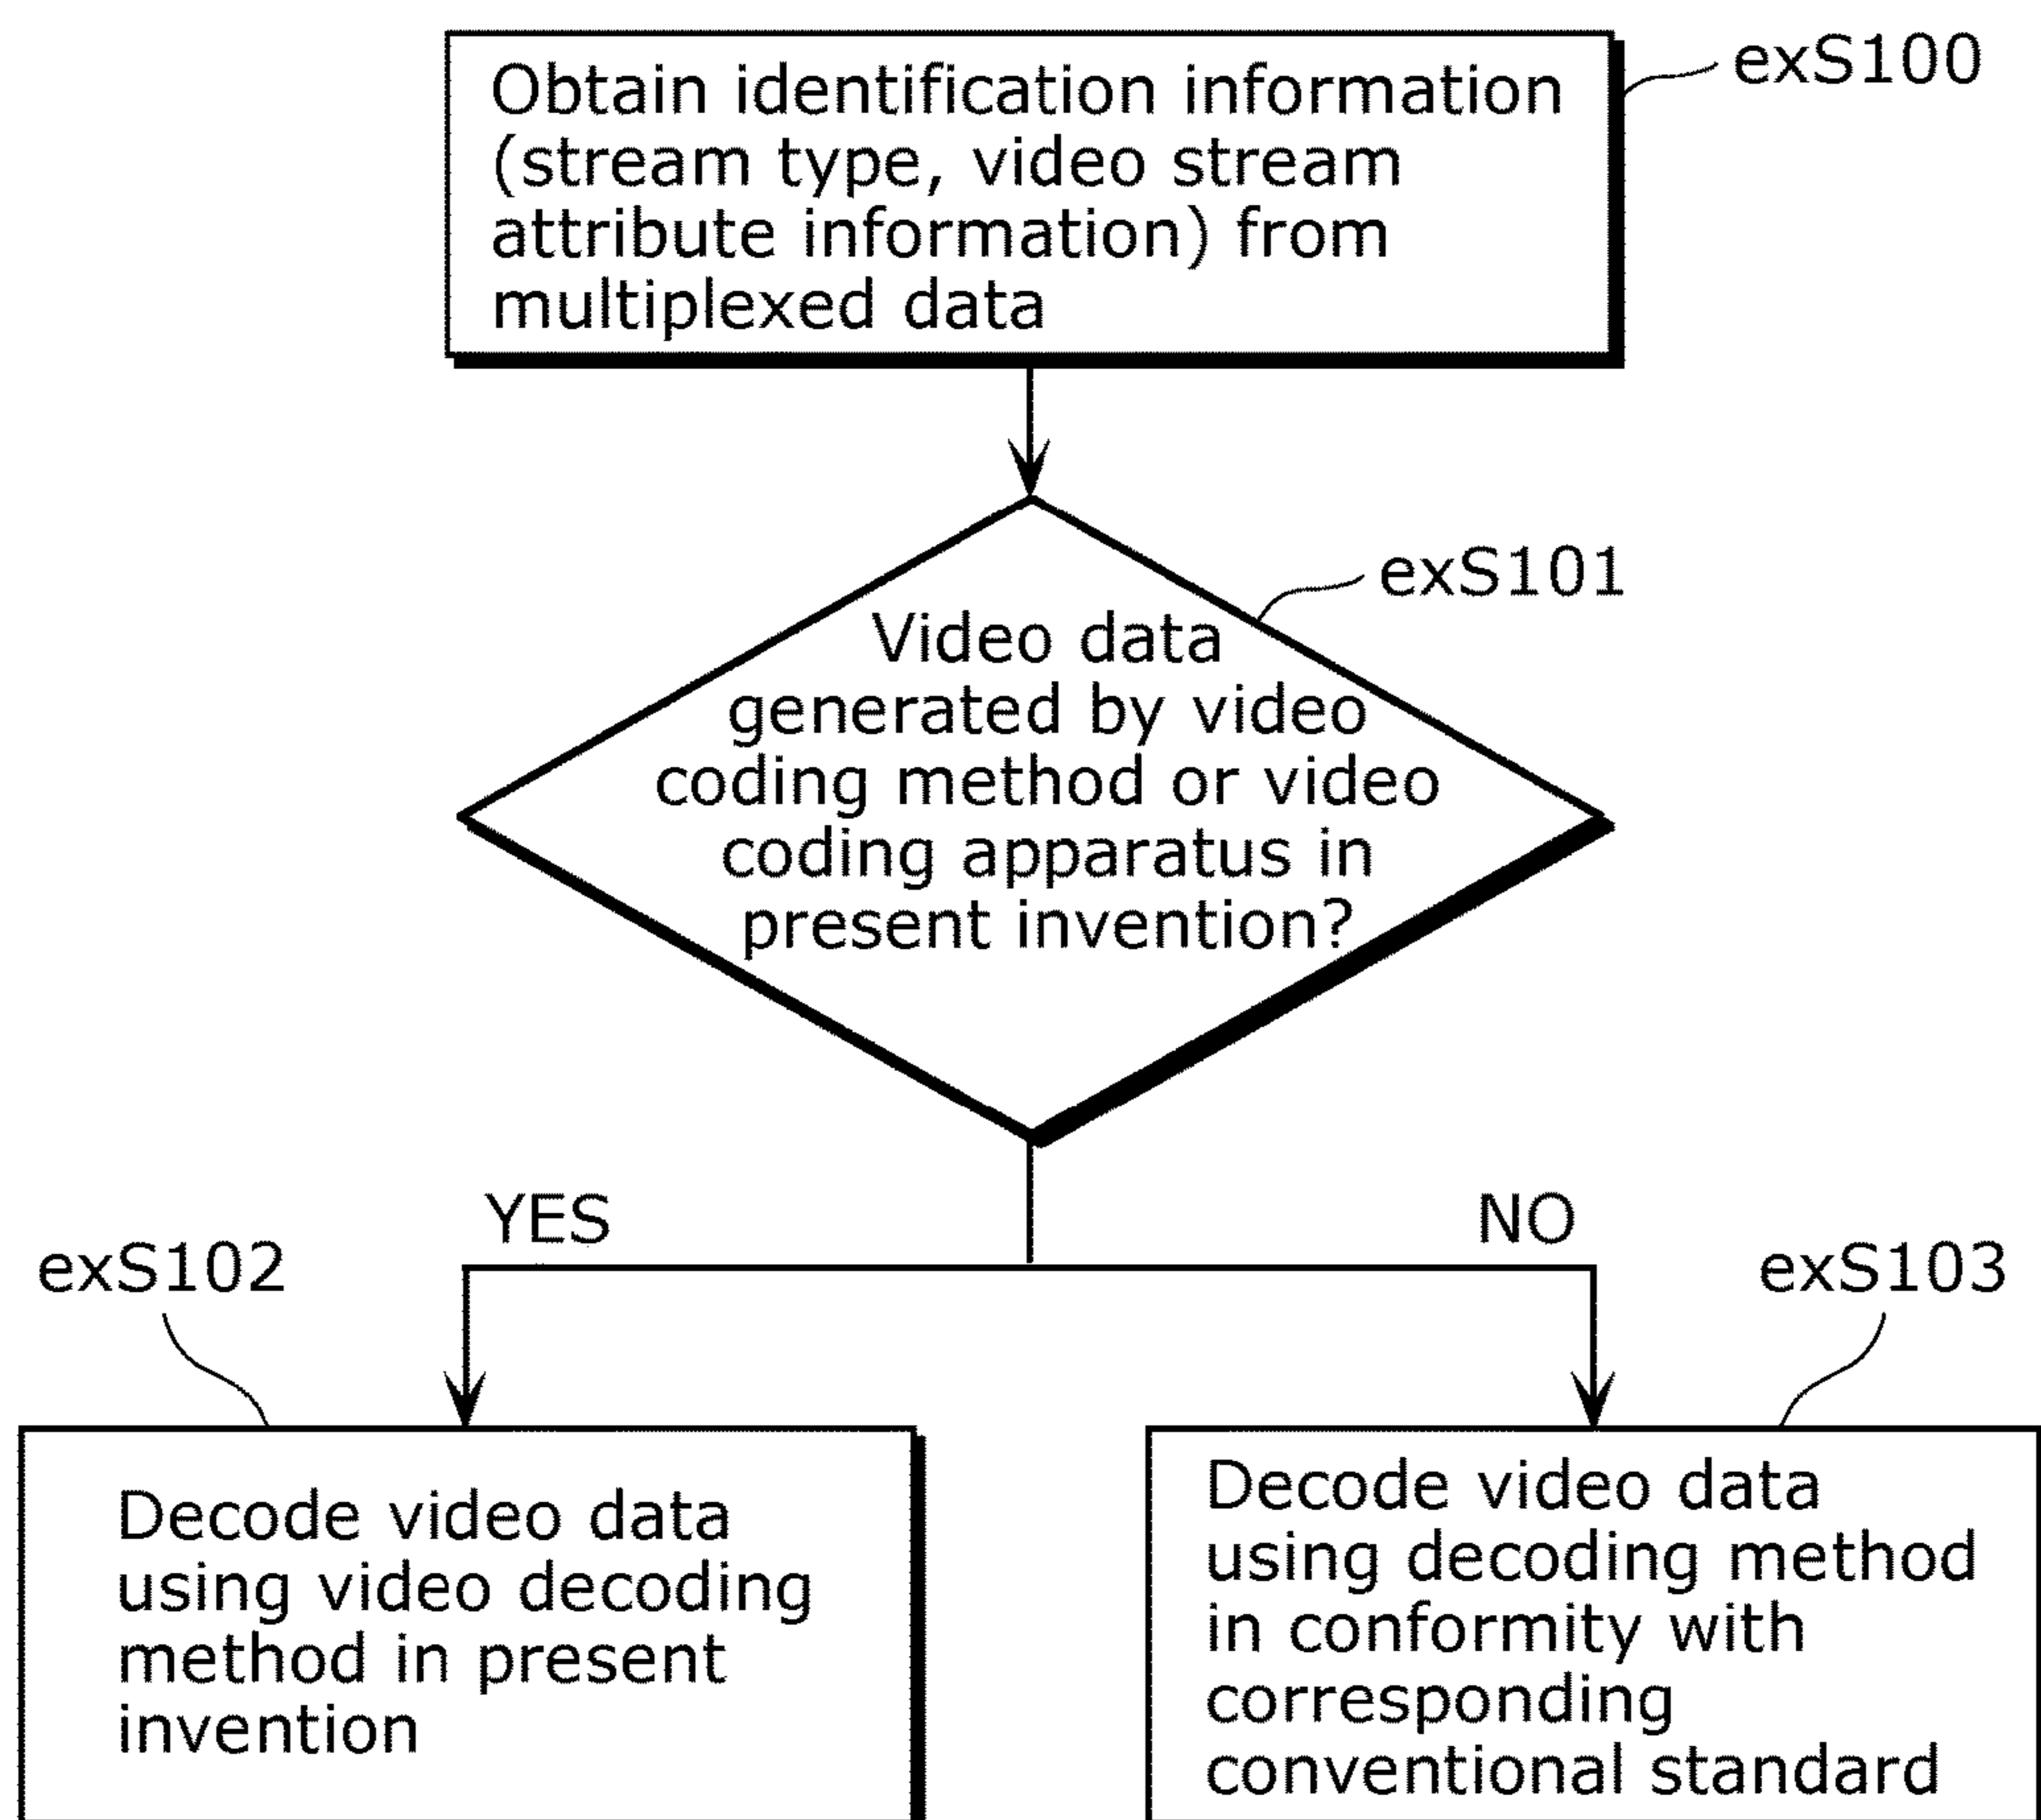 Obtain identification information
(stream type, video stream
attribute information) from
multiplexed data
exS100
exS101
Video data
generated by video
coding method or video
coding apparatus in
present invention?
YES
NO
exS102
exS103
Decode video data
using video decoding
method in present
invention
Decode video data
using decoding method
in conformity with
corresponding
conventional standard